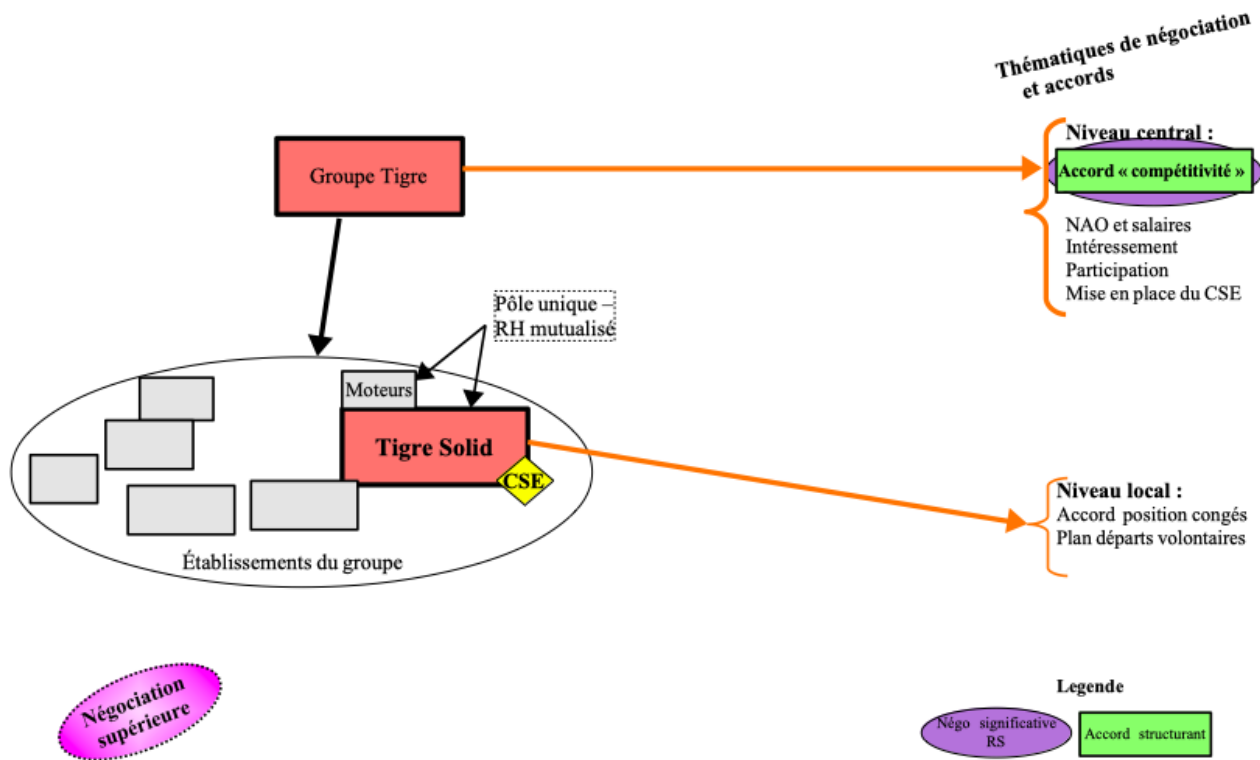 Thématiques de négociation
et accords
Niveau central :
Accord « compétitivité »
NAO et salaires
Intéressement
Participation
Mise en place du CSE
Groupe Tigre
Pôle unique –
RH mutualisé
Moteurs
Tigre Solid
CSE
Établissements du groupe
Niveau local :
Accord position congés
Plan départs volontaires
Négociation
supérieure
Legende
Négo significative
RS
Accord structurant